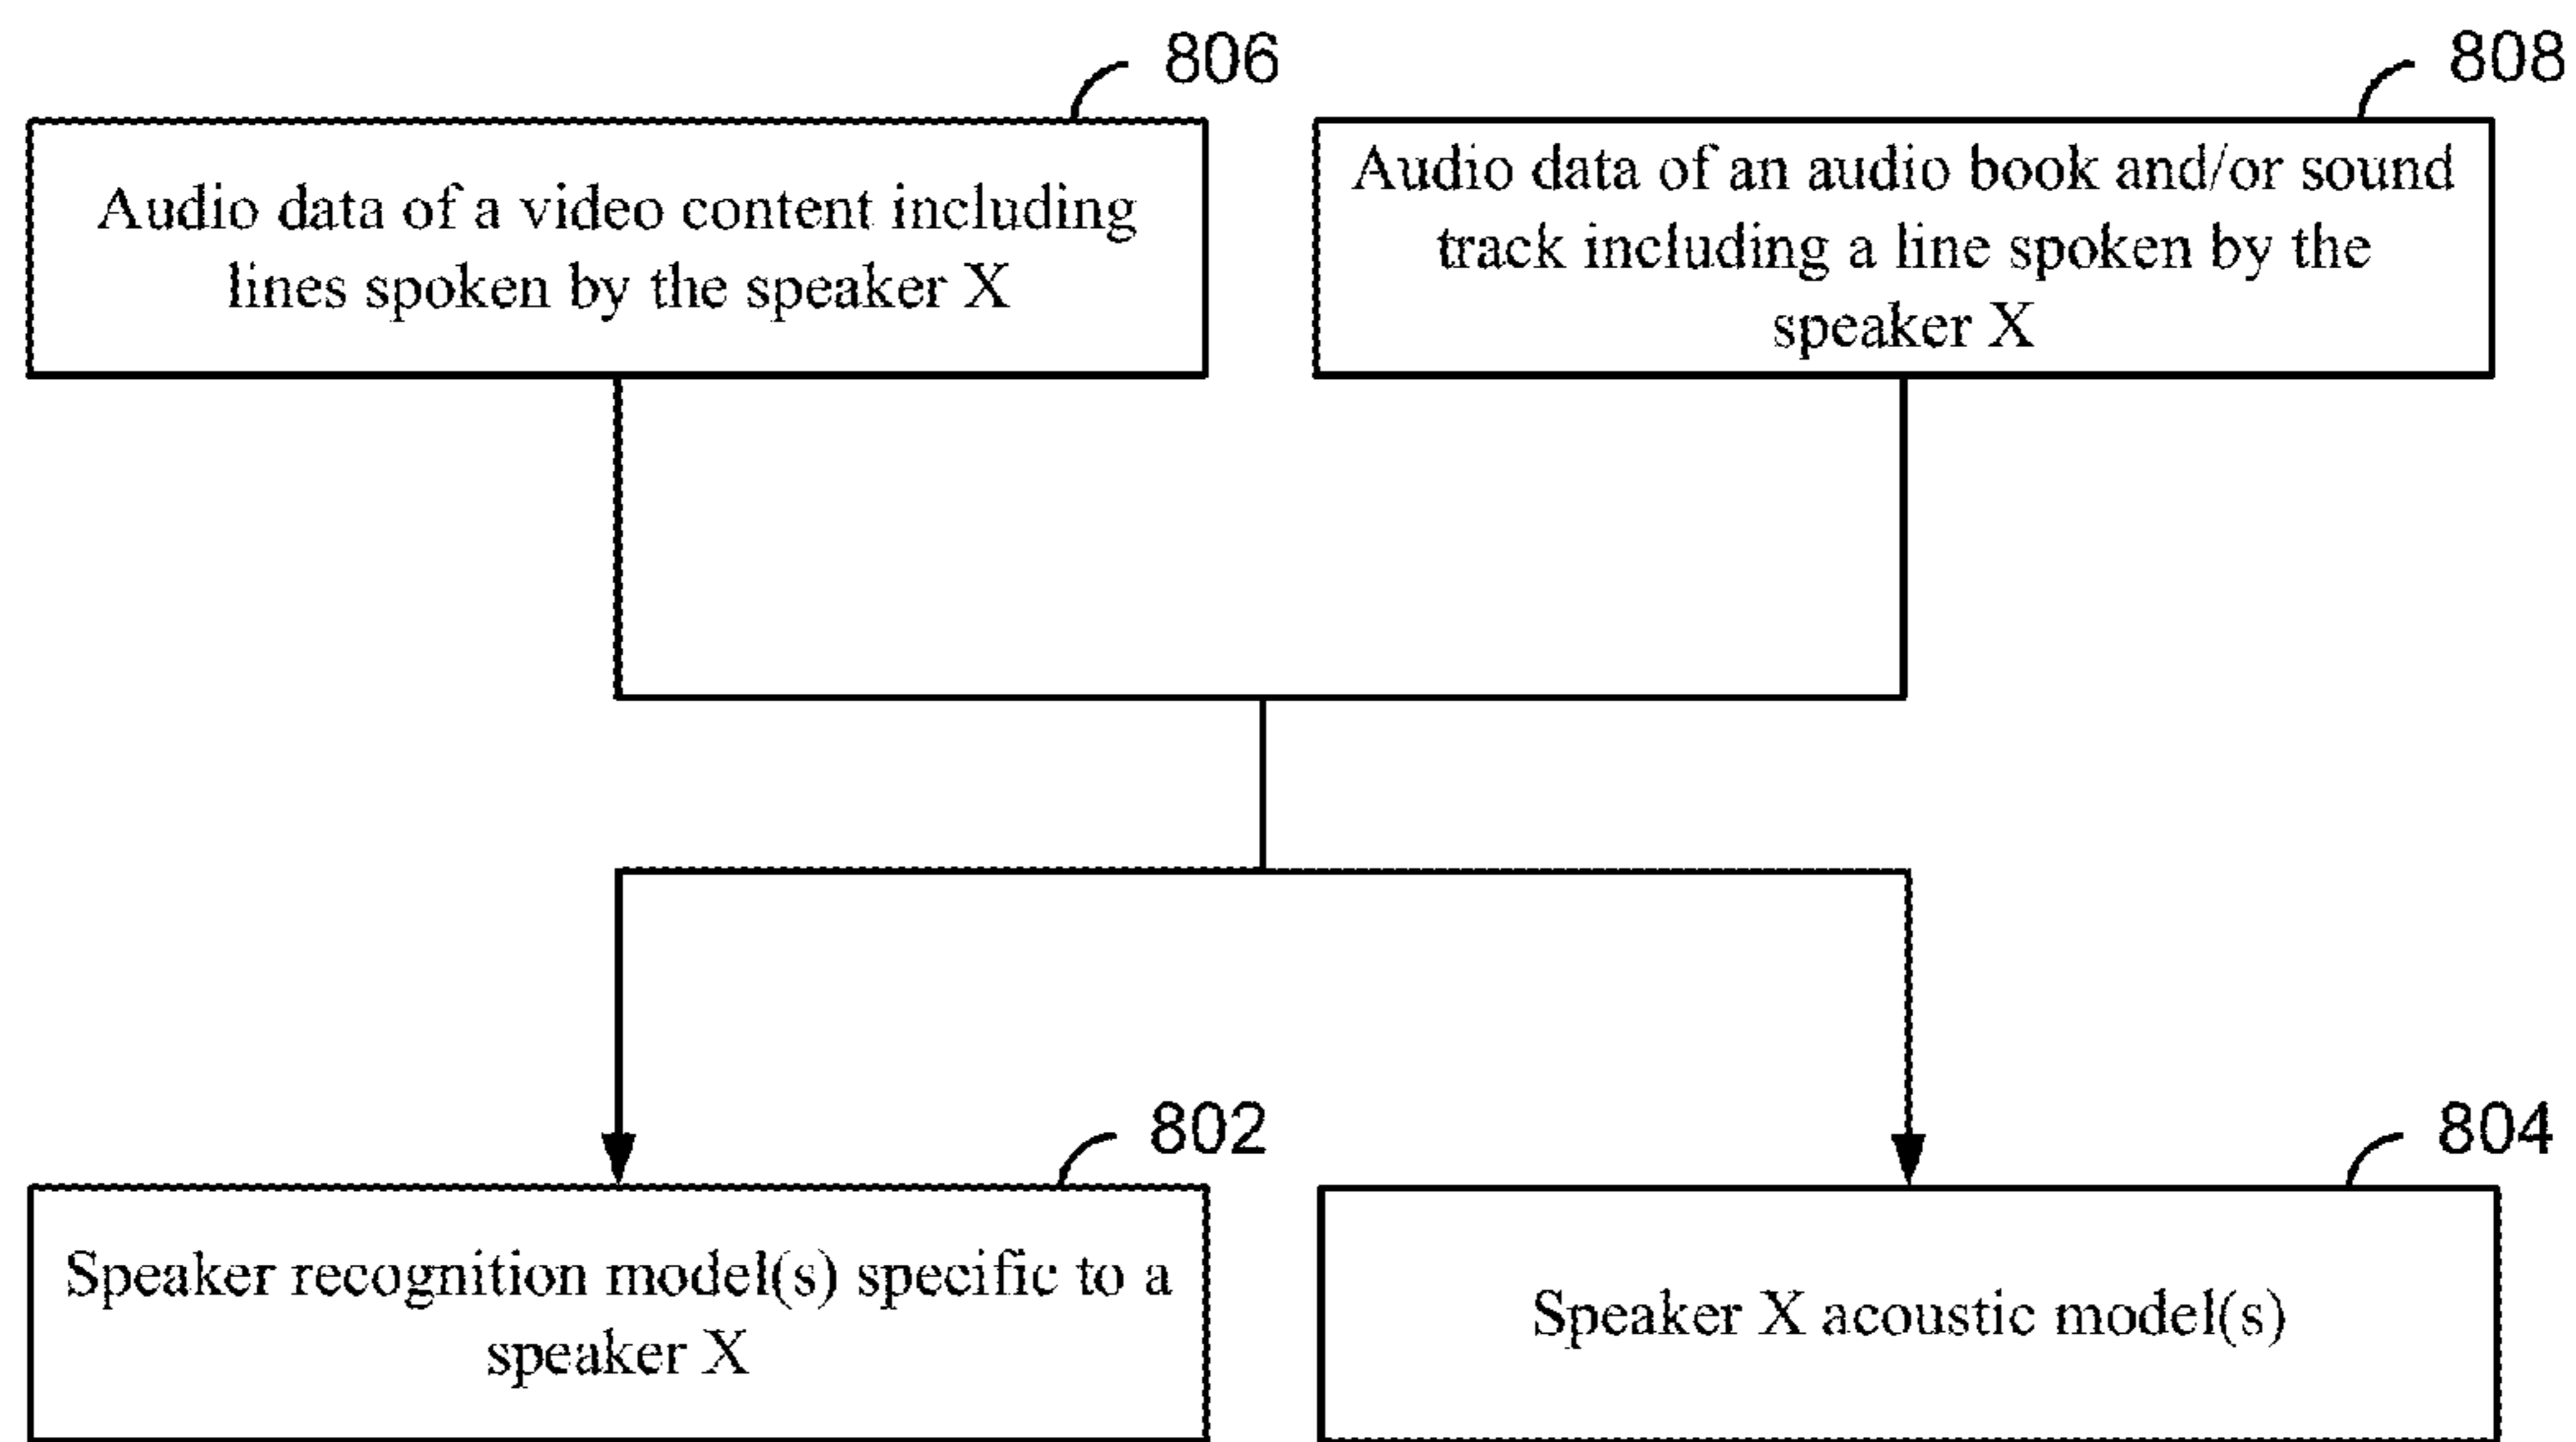 806
808
Audio data of a video content including
lines spoken by the speaker X
Audio data of an audio book and/or sound
track including a line spoken by the
speaker X
802
804
Speaker recognition model(s) specific to a
speaker X
Speaker X acoustic model(s)